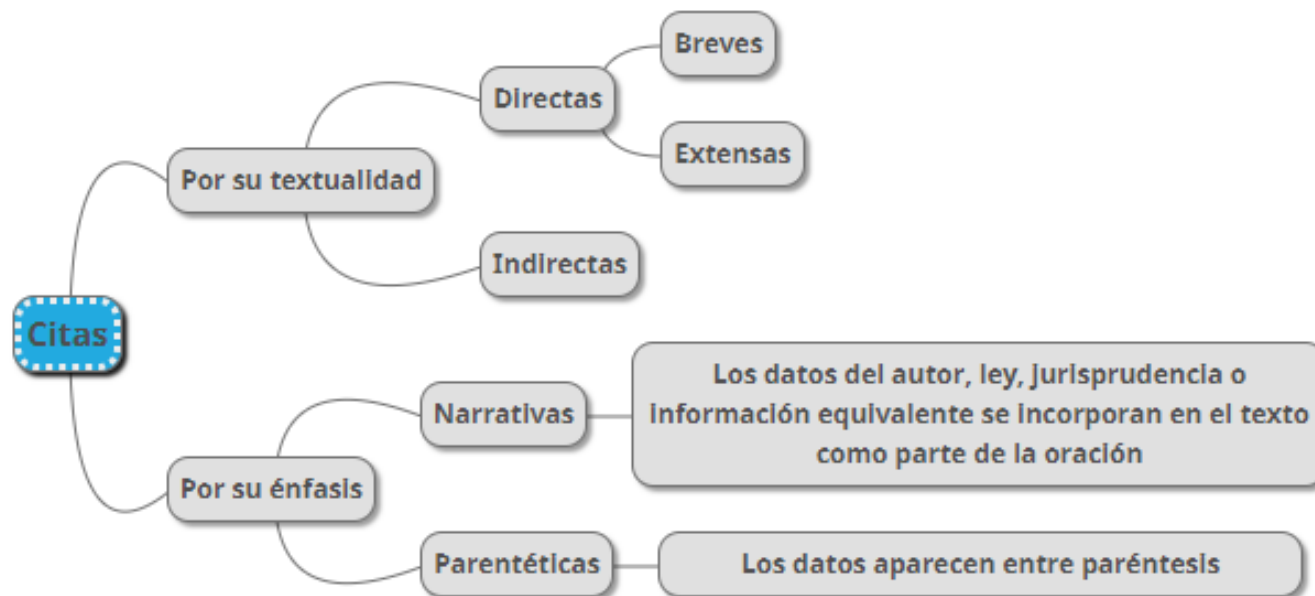 Citas
Por su textualidad
Directas
Breves
Extensas
Indirectas
Por su énfasis
Narrativas
Los datos del autor, ley, jurisprudencia o
información equivalente se incorporan en el texto
como parte de la oración
Parentéticas
Los datos aparecen entre paréntesis